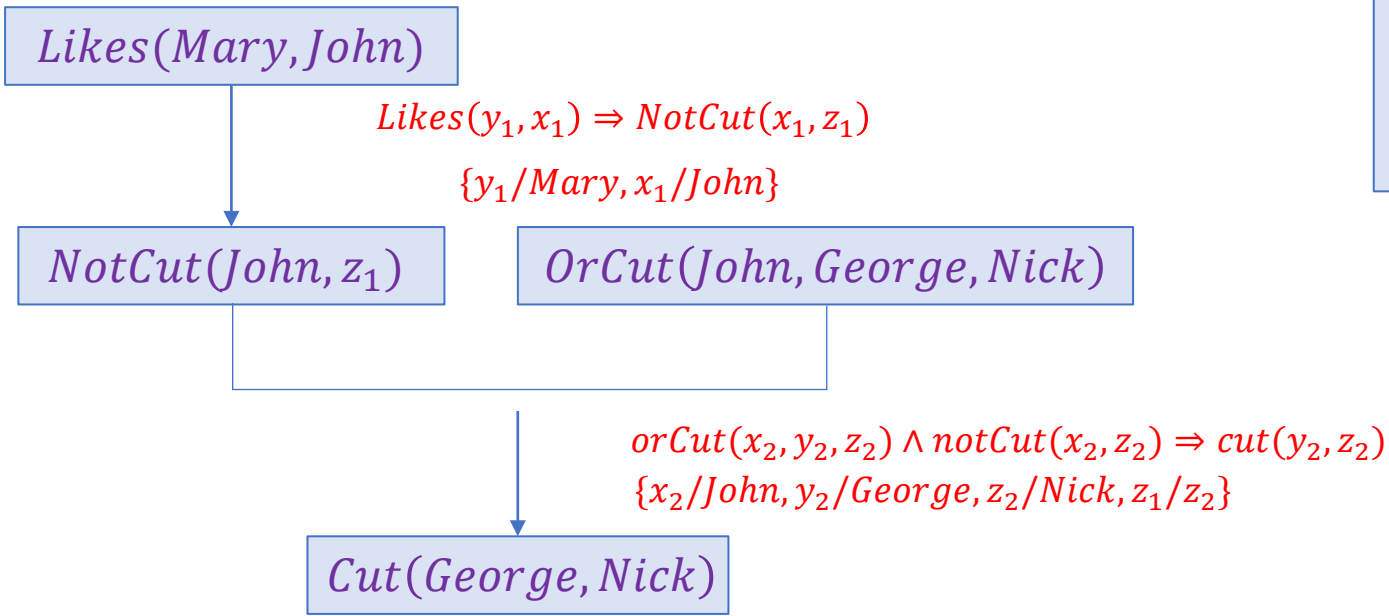 Likes(Mary, John)
Likes(y₁, x₁) ⇒ NotCut(x₁, z₁)
{y₁/Mary, x₁/John}
NotCut(John, z₁)
OrCut(John, George, Nick)
orCut(x₂, y₂, z₂) ∧ notCut(x₂, z₂) ⇒ cut(y₂, z₂)
{x₂/John, y₂/George, z₂/Nick, z₁/z₂}
Cut(George, Nick)